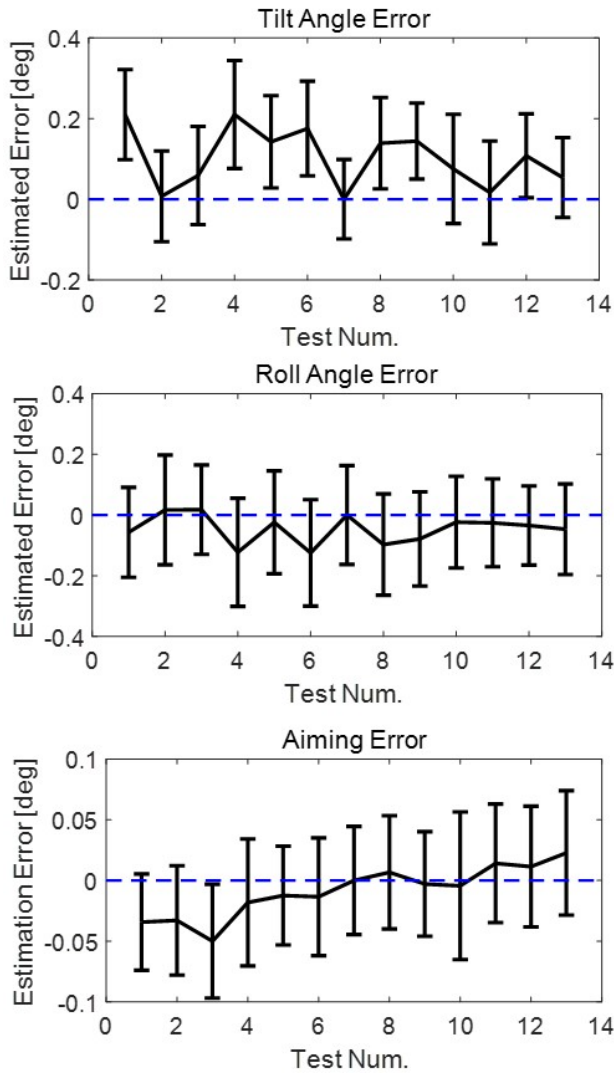 Tilt Angle Error
Estimated Error [deg]
0.4
0.2
0
-0.2
0 2 4 6 8 10 12 14
Test Num.
Roll Angle Error
Estimated Error [deg]
0.4
0.2
0
-0.2
-0.4
0 2 4 6 8 10 12 14
Test Num.
Aiming Error
Estimation Error [deg]
0.1
0.05
0
-0.05
-0.1
0 2 4 6 8 10 12 14
Test Num.